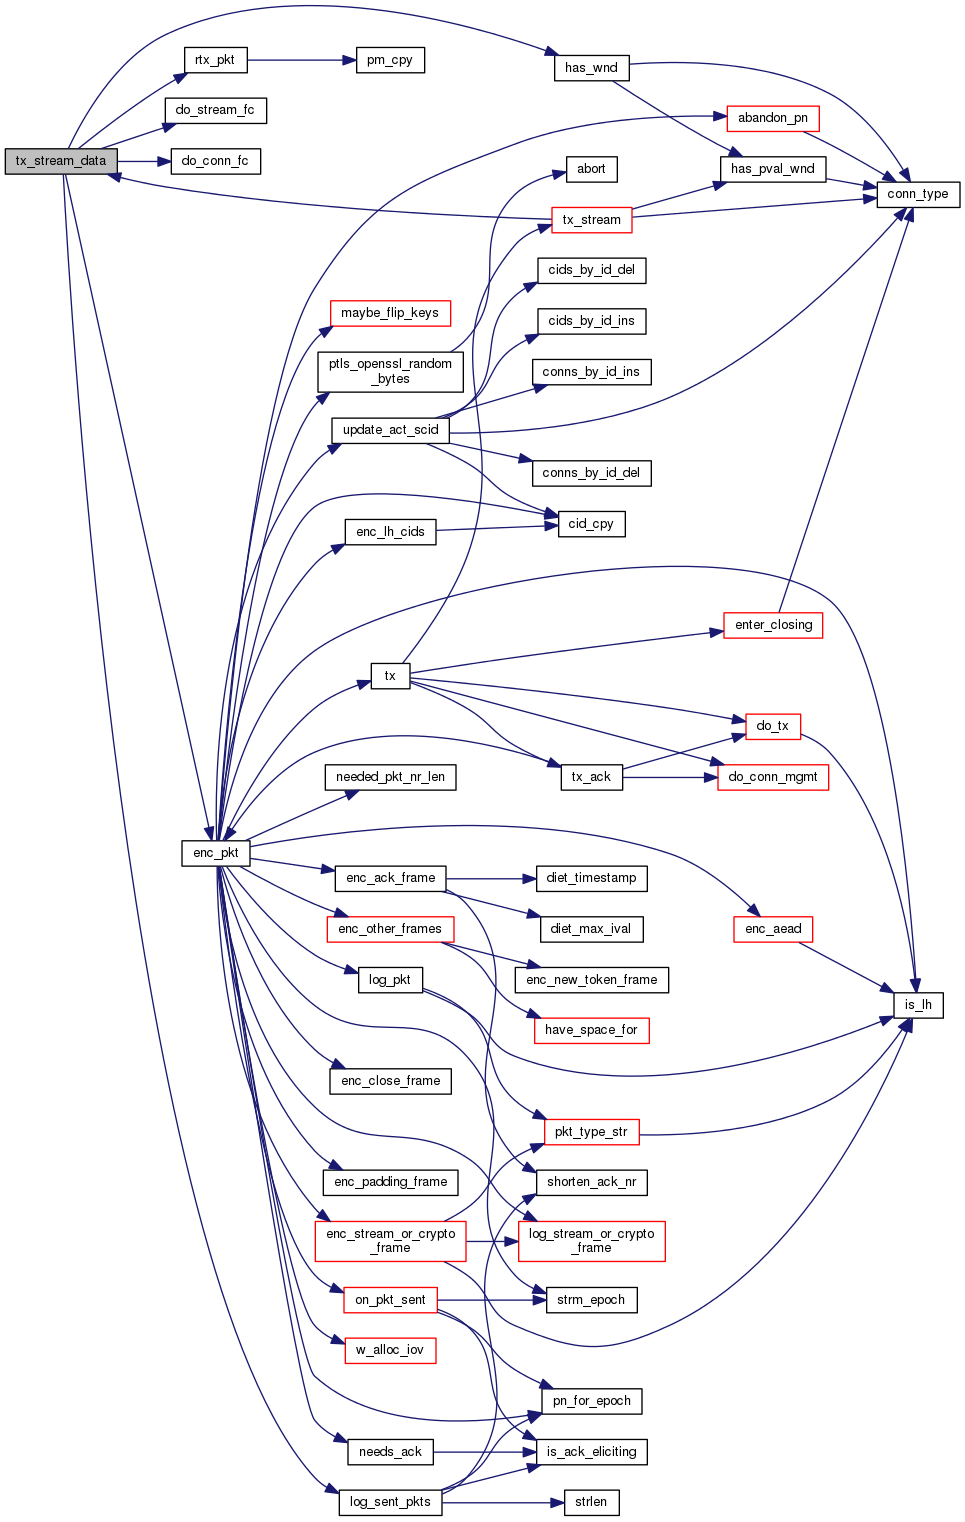 rtx_pkt
pm_cpy
has_wnd
do_stream_fc
abandon_pn
tx_stream_data
do_conn_fc
abort
has_pval_wnd
conn_type
tx_stream
cids_by_id_del
maybe_flip_keys
cids_by_id_ins
ptls_openssl_random
_bytes
conns_by_id_ins
update_act_scid
conns_by_id_del
enc_lh_cids
cid_cpy
enter_closing
tx
do_tx
needed_pkt_nr_len
tx_ack
do_conn_mgmt
enc_pkt
enc_ack_frame
diet_timestamp
enc_other_frames
diet_max_ival
enc_aead
log_pkt
enc_new_token_frame
is_lh
have_space_for
enc_close_frame
pkt_type_str
enc_padding_frame
shorten_ack_nr
enc_stream_or_crypto
_frame
log_stream_or_crypto
_frame
on_pkt_sent
strm_epoch
w_alloc_iov
pn_for_epoch
needs_ack
is_ack_eliciting
log_sent_pkts
strlen